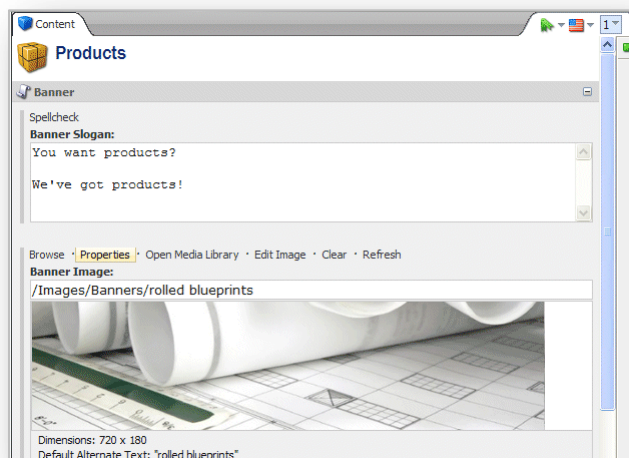 Content
1
Products
Banner
Spellcheck
Banner Slogan:
You want products?
We've got products!
Browse · Properties · Open Media Library · Edit Image · Clear · Refresh
Banner Image:
/Images/Banners/rolled blueprints
Dimensions: 720 x 180
Default Alternate Text: "rolled blueprints"